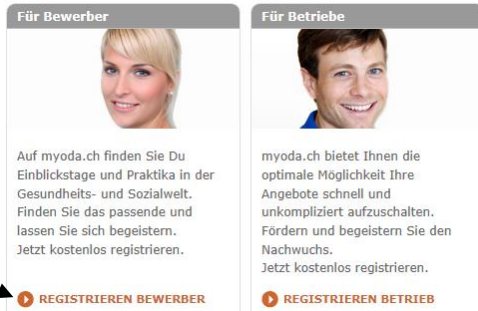 Für Bewerber
Auf myoda.ch finden Sie Du
Einblickstage und Praktika in der
Gesundheits- und Sozialwelt.
Finden Sie das passende und
lassen Sie sich begeistern.
Jetzt kostenlos registrieren.
REGISTRIEREN BEWERBER
Für Betriebe
myoda.ch bietet Ihnen die
optimale Möglichkeit Ihre
Angebote schnell und
unkompliziert aufzuschalten.
Fördern und begeistern Sie den
Nachwuchs.
Jetzt kostenlos registrieren.
REGISTRIEREN BETRIEB